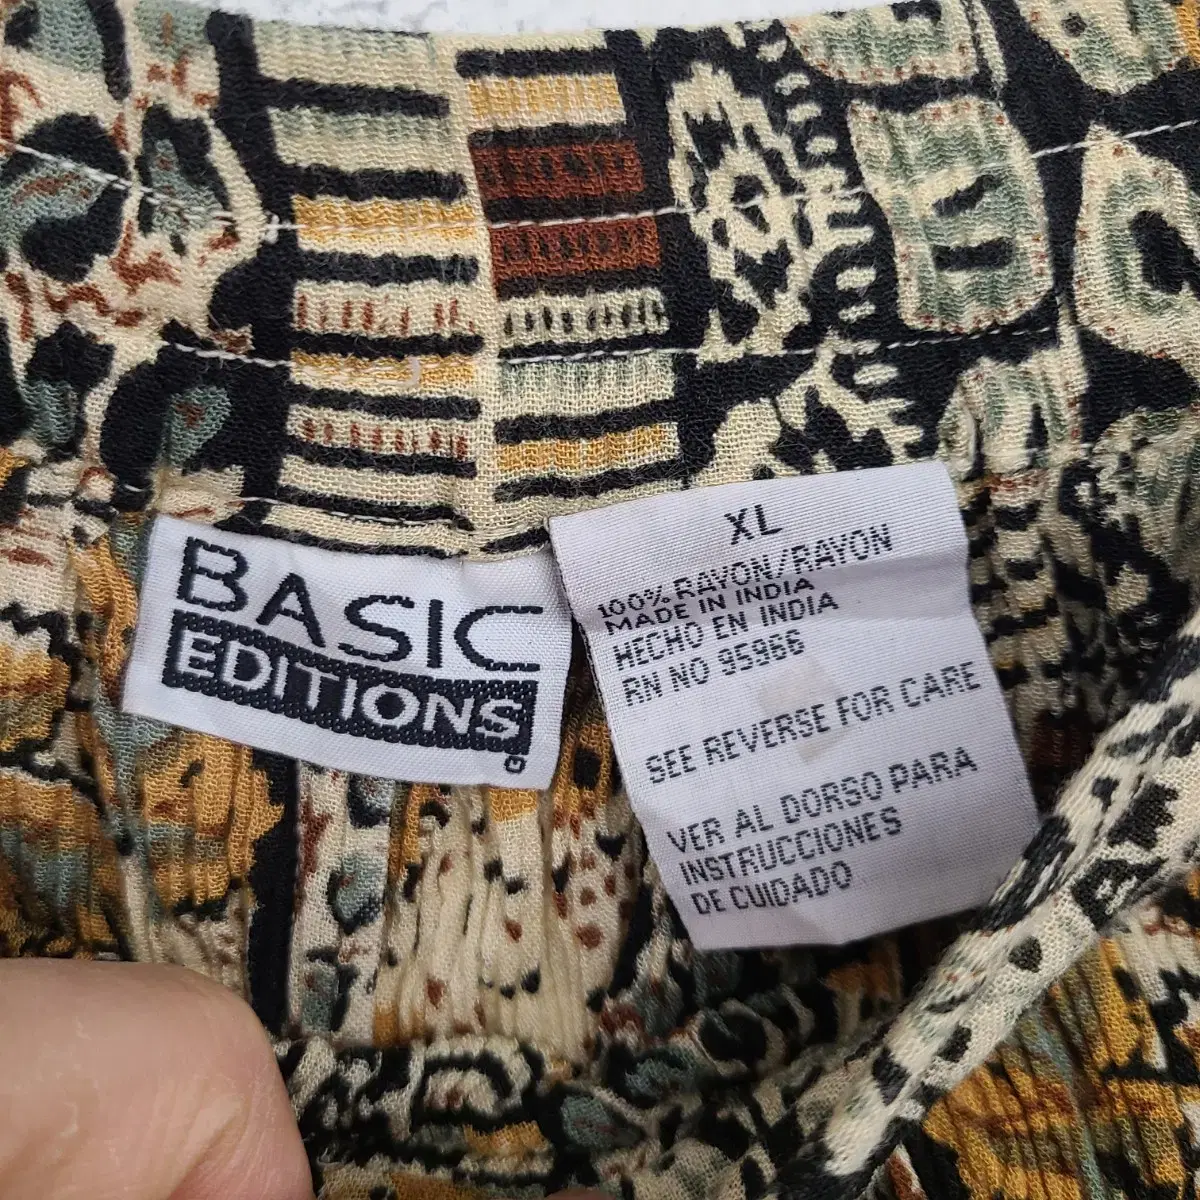 BASIC
EDITIONS
XL
100% RAYON/RAYON
MADE IN INDIA
HECHO EN INDIA
RN NO 95966
SEE REVERSE FOR CARE
VER AL DORSO PARA
INSTRUCCIONES
DE CUIDADO